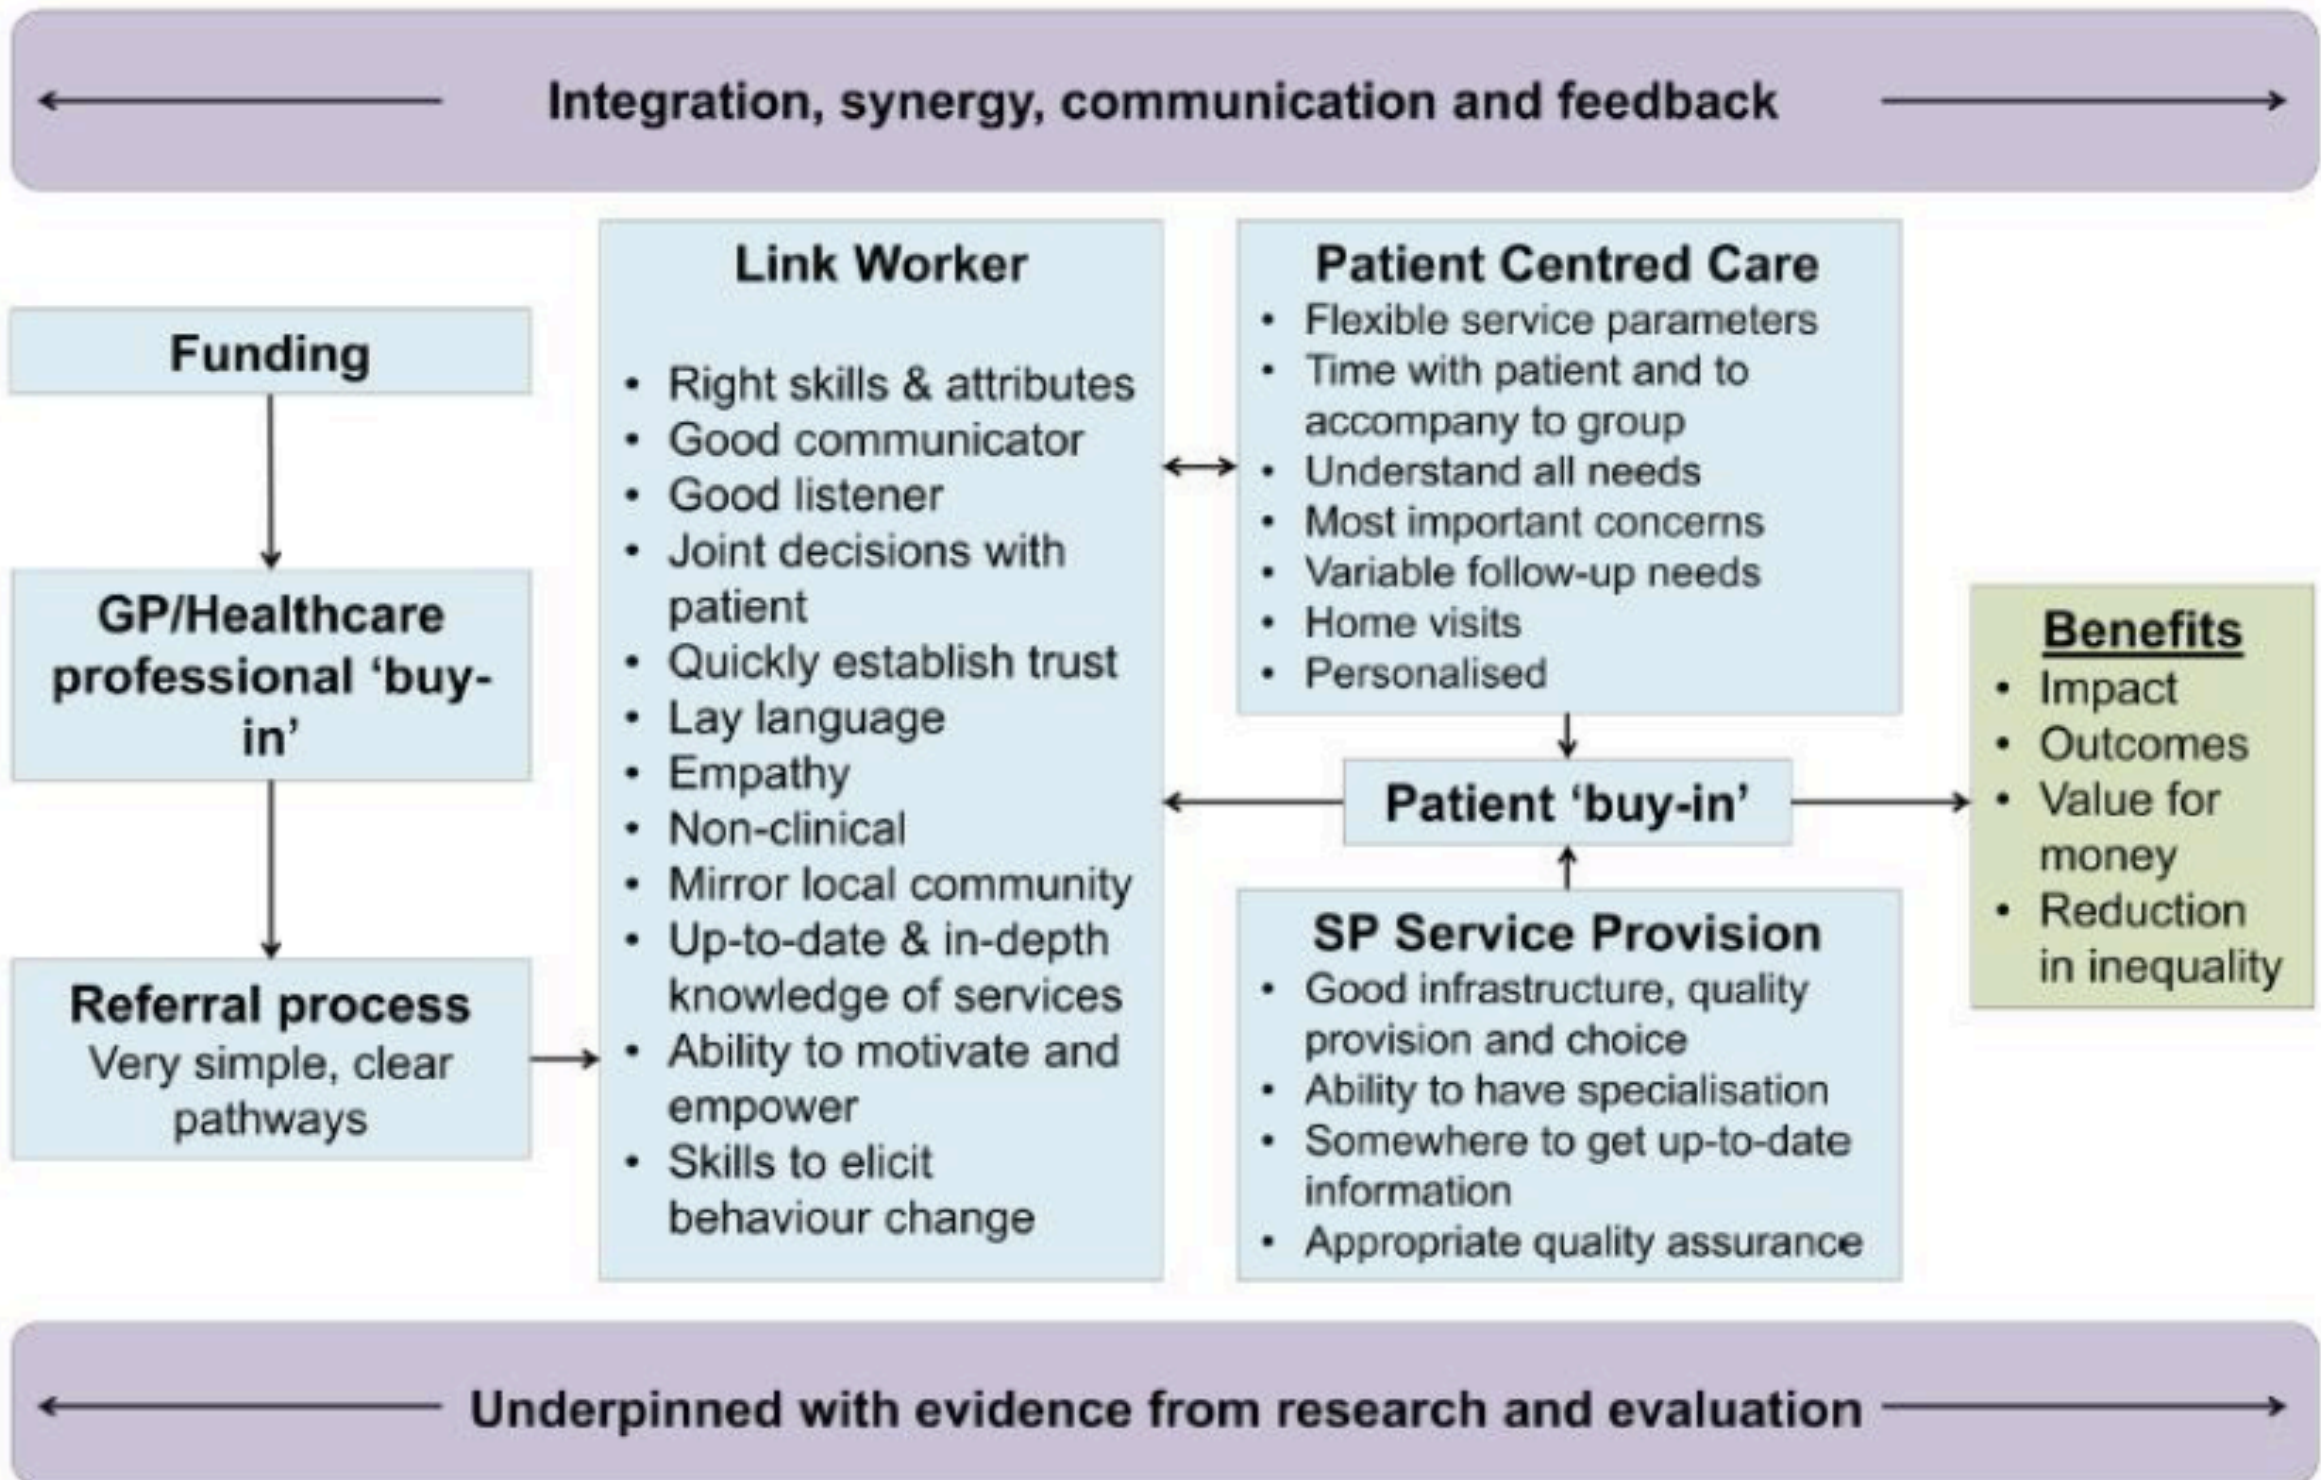 Integration, synergy, communication and feedback
Funding
GP/Healthcare
professional ‘buy-
in’
Referral process
Very simple, clear
pathways
Link Worker
• Right skills & attributes
• Good communicator
• Good listener
• Joint decisions with
patient
• Quickly establish trust
• Lay language
• Empathy
• Non-clinical
• Mirror local community
• Up-to-date & in-depth
knowledge of services
• Ability to motivate and
empower
• Skills to elicit
behaviour change
Patient Centred Care
• Flexible service parameters
• Time with patient and to
accompany to group
• Understand all needs
• Most important concerns
• Variable follow-up needs
• Home visits
• Personalised
Patient ‘buy-in’
SP Service Provision
• Good infrastructure, quality
provision and choice
• Ability to have specialisation
• Somewhere to get up-to-date
information
• Appropriate quality assurance
Benefits
• Impact
• Outcomes
• Value for
money
• Reduction
in inequality
Underpinned with evidence from research and evaluation